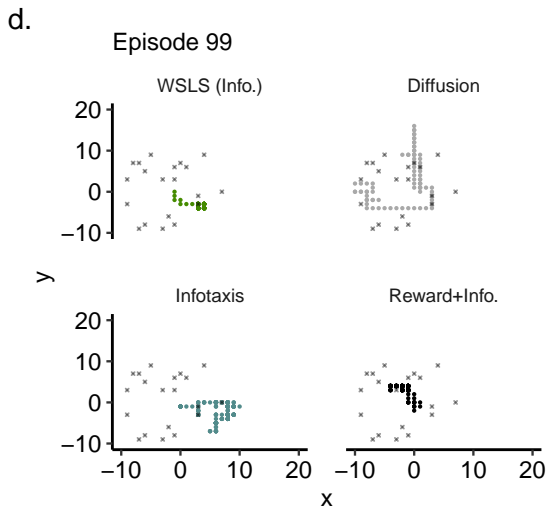 d.
Episode 99
WSLS (Info.)
Diffusion
20
10
0
−10
y
Infotaxis
Reward+Info.
20
10
0
−10
−10 0 10 20
−10 0 10 20
x